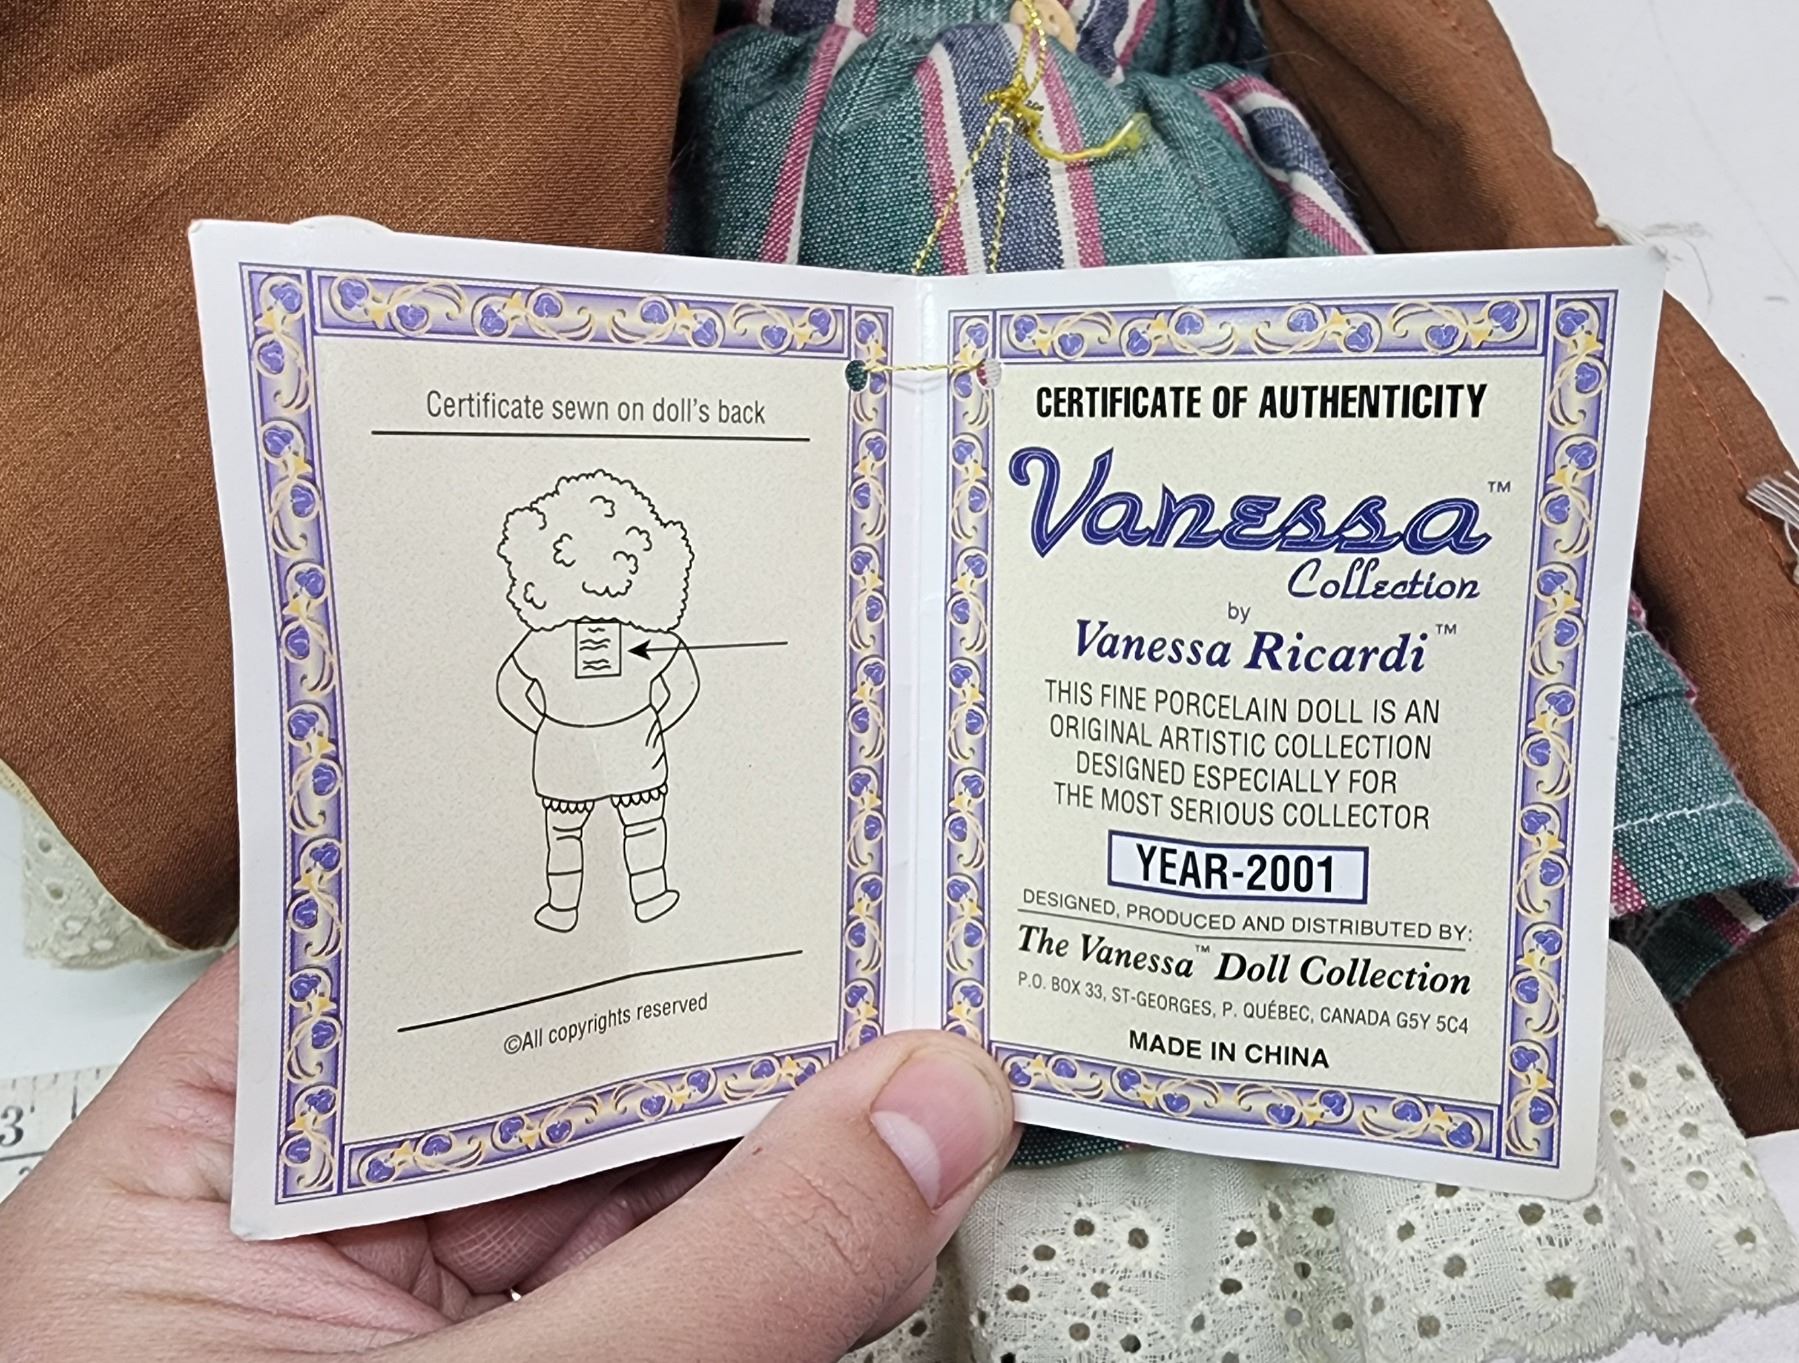 Certificate sewn on doll's back
©All copyrights reserved
CERTIFICATE OF AUTHENTICITY
Vanessa™
Collection
by
Vanessa Ricardi™
THIS FINE PORCELAIN DOLL IS AN
ORIGINAL ARTISTIC COLLECTION
DESIGNED ESPECIALLY FOR
THE MOST SERIOUS COLLECTOR
YEAR-2001
DESIGNED, PRODUCED AND DISTRIBUTED BY:
The Vanessa™ Doll Collection
P.O. BOX 33, ST-GEORGES, P. QUÉBEC, CANADA G5Y 5C4
MADE IN CHINA
3